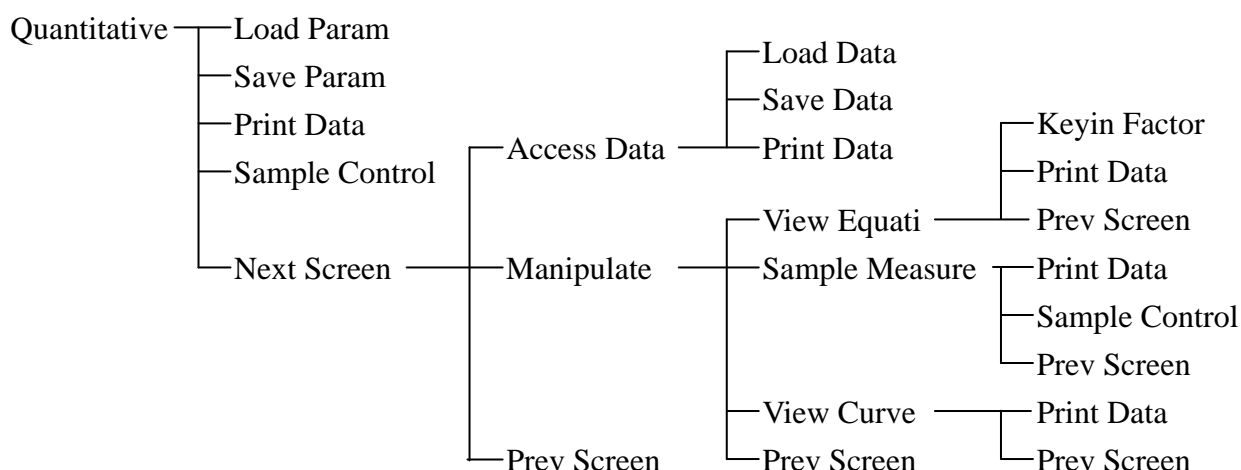 Quantitative
Load Param
Save Param
Print Data
Sample Control
Next Screen
Access Data
Manipulate
Prev Screen
Load Data
Save Data
Print Data
View Equati
Sample Measure
View Curve
Prev Screen
Keyin Factor
Print Data
Prev Screen
Print Data
Sample Control
Prev Screen
Print Data
Prev Screen